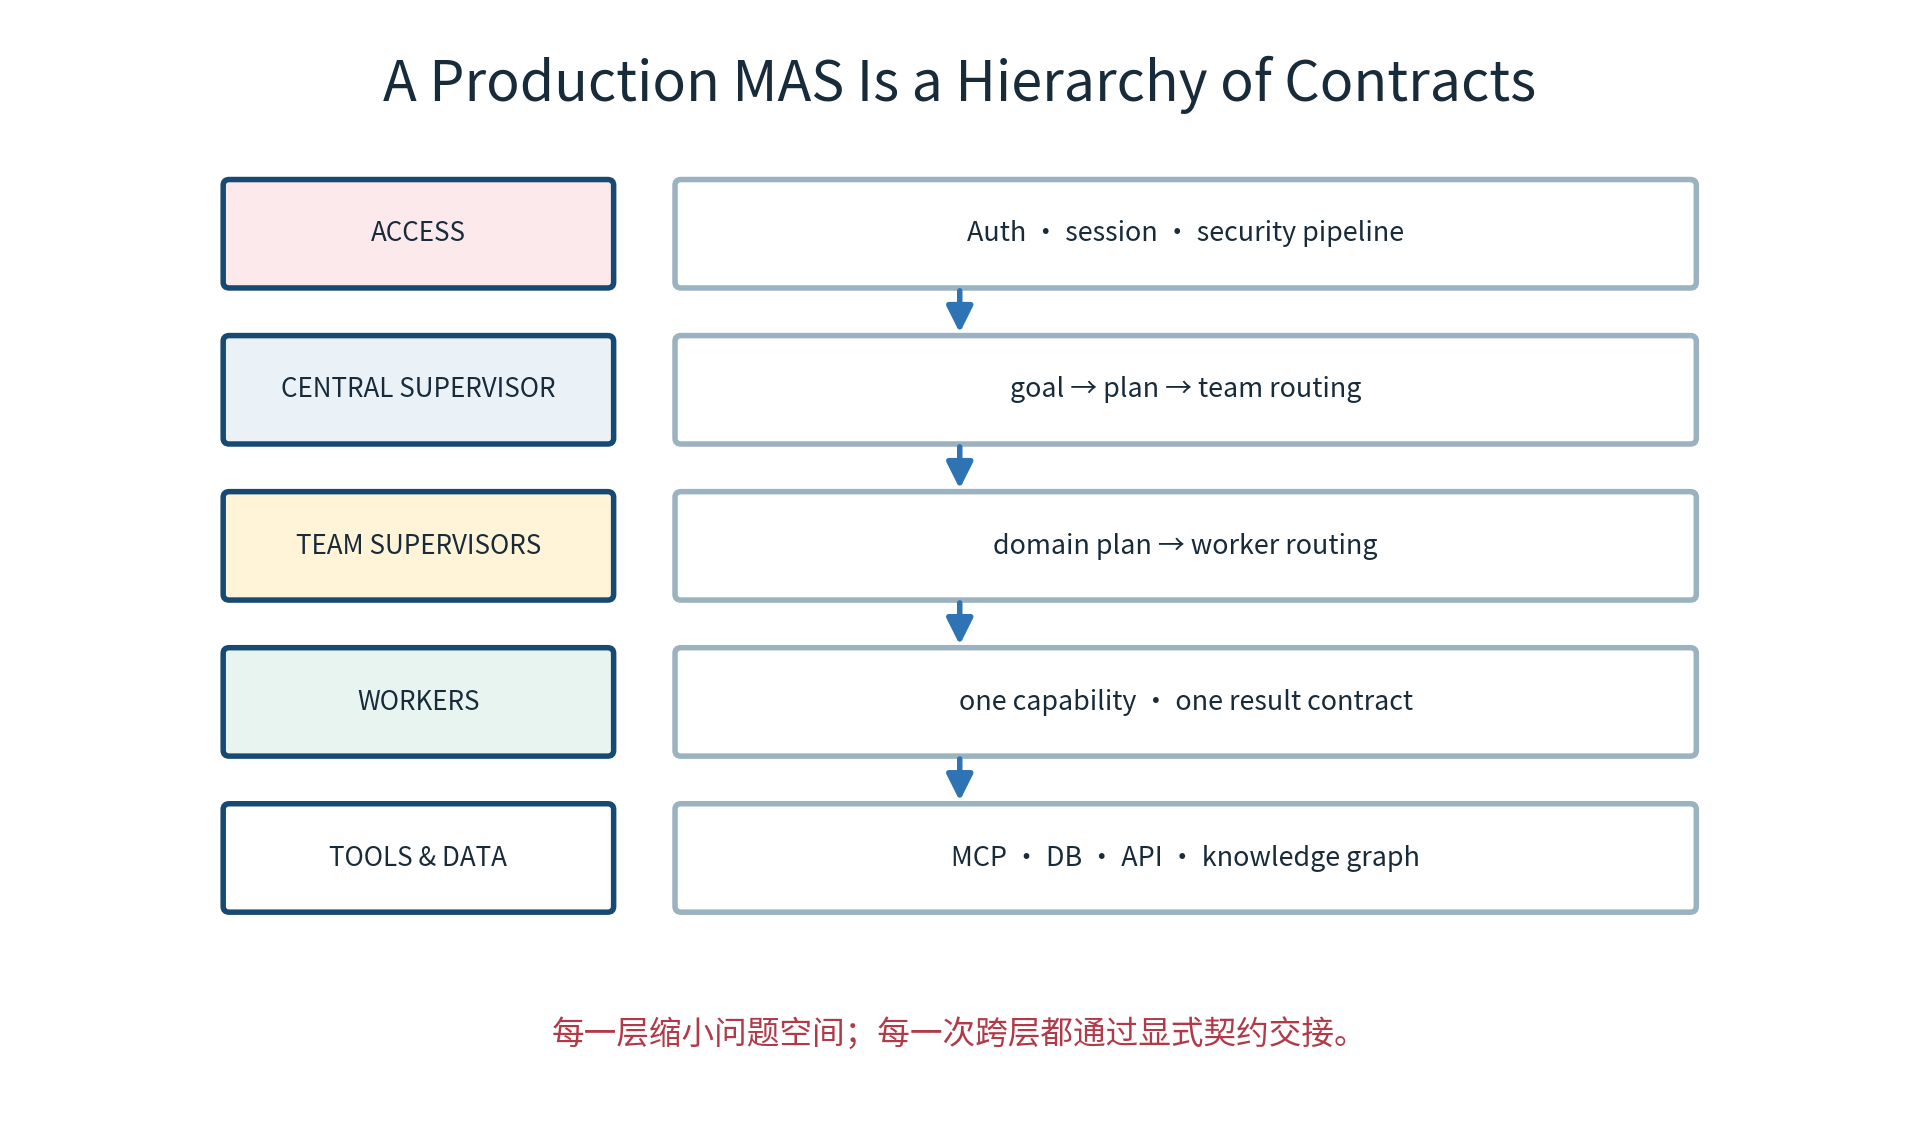 A Production MAS Is a Hierarchy of Contracts
ACCESS
Auth • session • security pipeline
CENTRAL SUPERVISOR
goal → plan → team routing
TEAM SUPERVISORS
domain plan → worker routing
WORKERS
one capability • one result contract
TOOLS & DATA
MCP • DB • API • knowledge graph
每一层缩小问题空间；每一次跨层都通过显式契约交接。